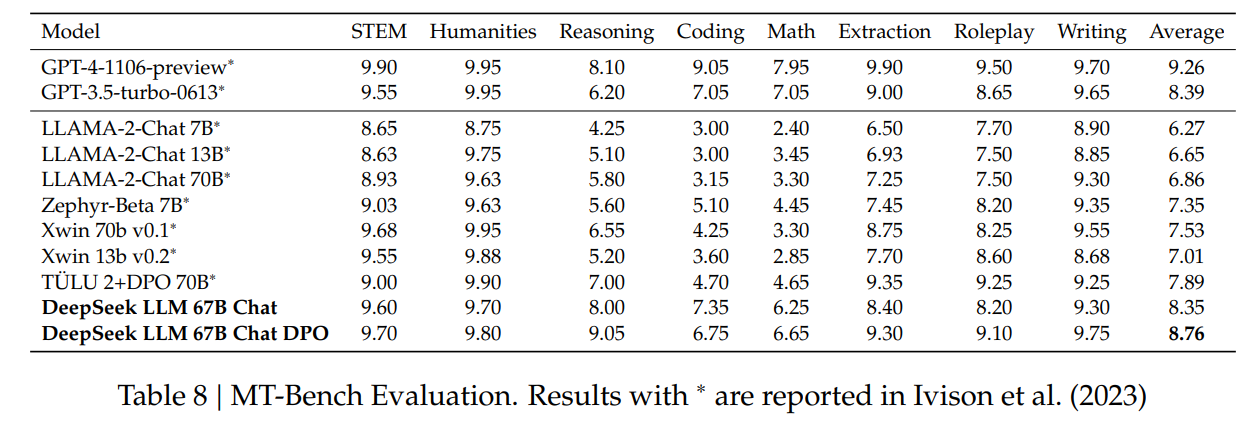 Model STEM Humanities Reasoning Coding Math Extraction Roleplay Writing Average
GPT-4-1106-preview* 9.90 9.95 8.10 9.05 7.95 9.90 9.50 9.70 9.26
GPT-3.5-turbo-0613* 9.55 9.95 6.20 7.05 7.05 9.00 8.65 9.65 8.39
LLAMA-2-Chat 7B* 8.65 8.75 4.25 3.00 2.40 6.50 7.70 8.90 6.27
LLAMA-2-Chat 13B* 8.63 9.75 5.10 3.00 3.45 6.93 7.50 8.85 6.65
LLAMA-2-Chat 70B* 8.93 9.63 5.80 3.15 3.30 7.25 7.50 9.30 6.86
Zephyr-Beta 7B* 9.03 9.63 5.60 5.10 4.45 7.45 8.20 9.35 7.35
Xwin 70b v0.1* 9.68 9.95 6.55 4.25 3.30 8.75 8.25 9.55 7.53
Xwin 13b v0.2* 9.55 9.88 5.20 3.60 2.85 7.70 8.60 8.68 7.01
TÜLU 2+DPO 70B* 9.00 9.90 7.00 4.70 4.65 9.35 9.25 9.25 7.89
DeepSeek LLM 67B Chat 9.60 9.70 8.00 7.35 6.25 8.40 8.20 9.30 8.35
DeepSeek LLM 67B Chat DPO 9.70 9.80 9.05 6.75 6.65 9.30 9.10 9.75 8.76
Table 8 | MT-Bench Evaluation. Results with * are reported in Ivison et al. (2023)